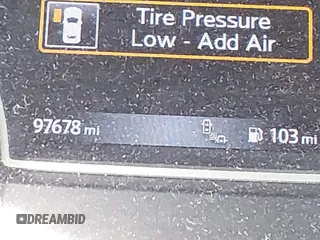 Tire Pressure
Low - Add Air
97678 mi
103 mi
DREAMBID